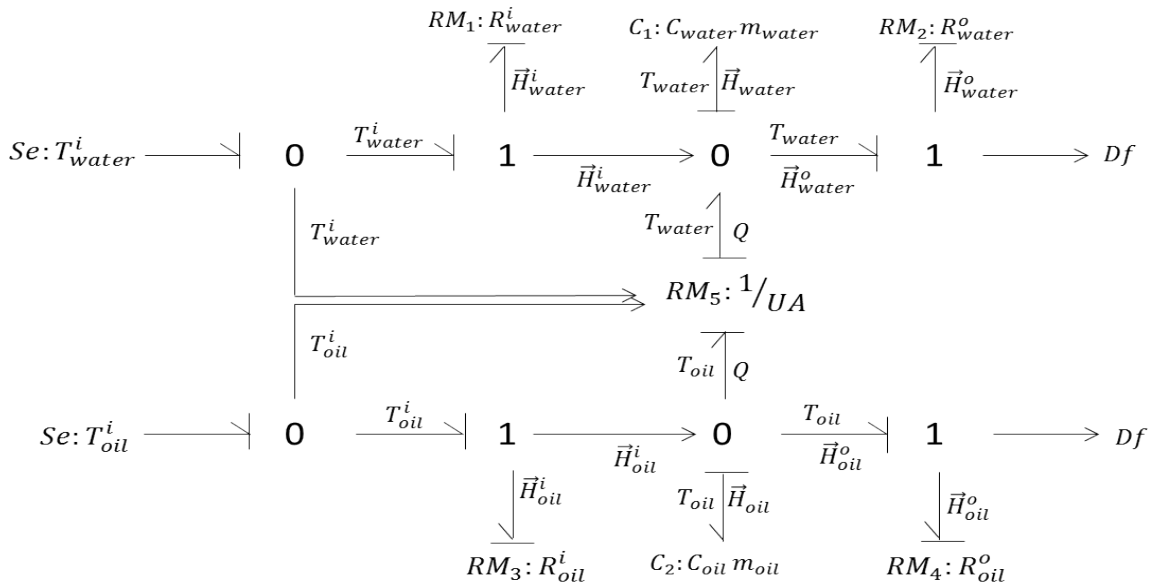 RM₁: Rⁱ_water C₁: C_water m_water RM₂: Rᵒ_water
H⃗ⁱ_water T_water H⃗_water H⃗ᵒ_water
Tⁱ_water Tⁱ_water T_water
Se: Tⁱ_water 0 1 0 1 Df
H⃗ⁱ_water H⃗ᵒ_water
Tⁱ_water T_water Q
RM₅: 1/UA
Tⁱ_oil T_oil Q
Tⁱ_oil T_oil
Se: Tⁱ_oil 0 1 0 1 Df
H⃗ⁱ_oil H⃗ᵒ_oil
H⃗ⁱ_oil T_oil H⃗_oil H⃗ᵒ_oil
RM₃: Rⁱ_oil C₂: C_oil m_oil RM₄: Rᵒ_oil